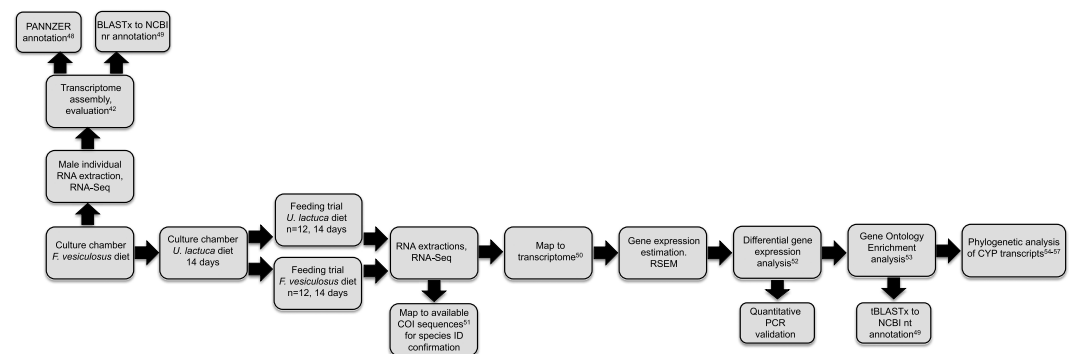 PANNZER
annotation48
BLASTx to NCBI
nr annotation49
Transcriptome
assembly,
evaluation42
Male individual
RNA extraction,
RNA-Seq
Culture chamber
F. vesiculosus diet
Culture chamber
U. lactuca diet
14 days
Feeding trial
U. lactuca diet
n=12, 14 days
Feeding trial
F. vesiculosus diet
n=12, 14 days
RNA extractions,
RNA-Seq
Map to available
COI sequences51
for species ID
confirmation
Map to
transcriptome50
Gene expression
estimation.
RSEM
Differential gene
expression
analysis52
Quantitative
PCR
validation
Gene Ontology
Enrichment
analysis53
tBLASTx to
NCBI nt
annotation49
Phylogenetic analysis
of CYP transcripts54-57